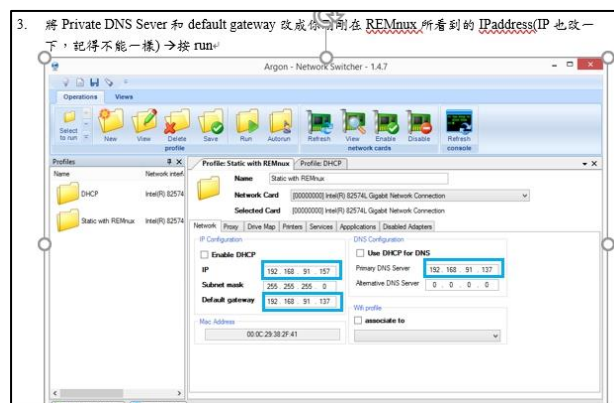 3. 將 Private DNS Sever 和 default gateway 改成你剛剛在 REMnux 所看到的 IPaddress(IP 也改一
下，記得不能一樣) →按 run
Argon - Network Switcher - 1.4.7
Operations Views
Select to run New View Delete Save Run Autorun Refresh View Enable Disable Refresh
profile network cards console
Profiles
Profile: Static with REMnux Profile: DHCP
Name Network interf.
Name Static with REMnux
DHCP Intel(R) 82574
Network Card [00000000] Intel(R) 82574L Gigabit Network Connection
Selected Card [00000000] Intel(R) 82574L Gigabit Network Connection
Static with REMnux Intel(R) 82574
Network Proxy Drive Map Printers Services Applications Disabled Adapters
IP Configuration DNS Configuration
Enable DHCP Use DHCP for DNS
IP 192 . 168 . 91 . 157 Primary DNS Server 192 . 168 . 91 . 137
Subnet mask 255 . 255 . 255 . 0 Alternative DNS Server 0 . 0 . 0 . 0
Default gateway 192 . 168 . 91 . 137
Wifi profile
Mac Address associate to
00:0C:29:38:2F:41